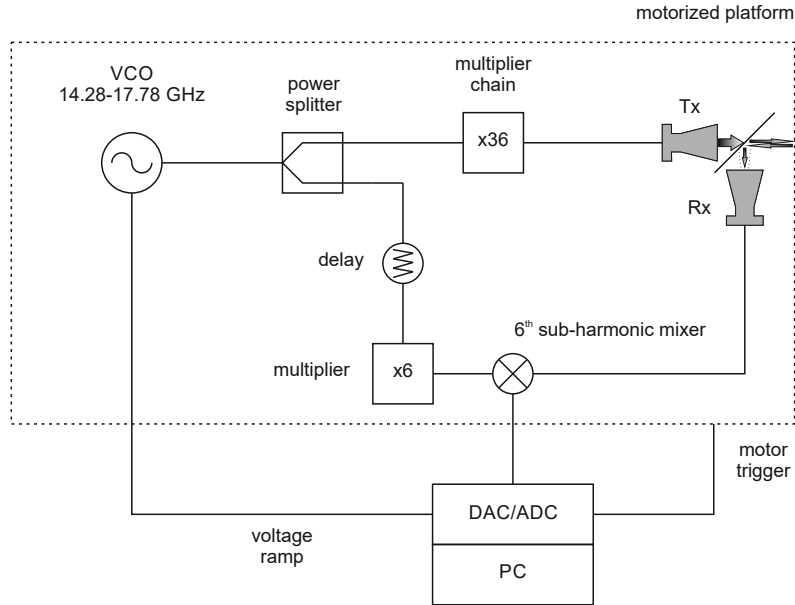 motorized platform
VCO
14.28-17.78 GHz
power
splitter
multiplier
chain
x36
Tx
Rx
delay
6th sub-harmonic mixer
multiplier
x6
motor
trigger
DAC/ADC
voltage
ramp
PC